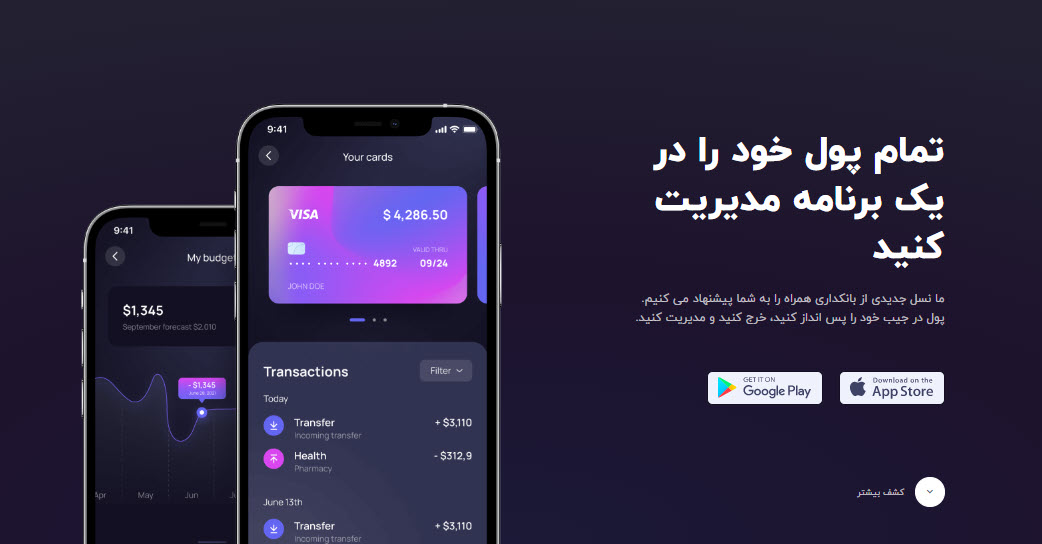 تمام پول خود را در
یک برنامه مدیریت
کنید
ما نسل جدیدی از بانکداری همراه را به شما پیشنهاد می کنیم.
پول در جیب خود را پس انداز کنید، خرج کنید و مدیریت کنید.
GET IT ON
Google Play
Download on the
App Store
کشف بیشتر
9:41
Your cards
VISA
$ 4,286.50
VALID THRU
•••• •••• •••• 4892 09/24
JOHN DOE
Transactions
Filter
Today
Transfer + $3,110
Incoming transfer
Health - $312,9
Pharmacy
June 13th
Transfer + $3,110
Incoming transfer
9:41
My budget
$1,345
September forecast $2,010
- $1,345
Apr May Jun